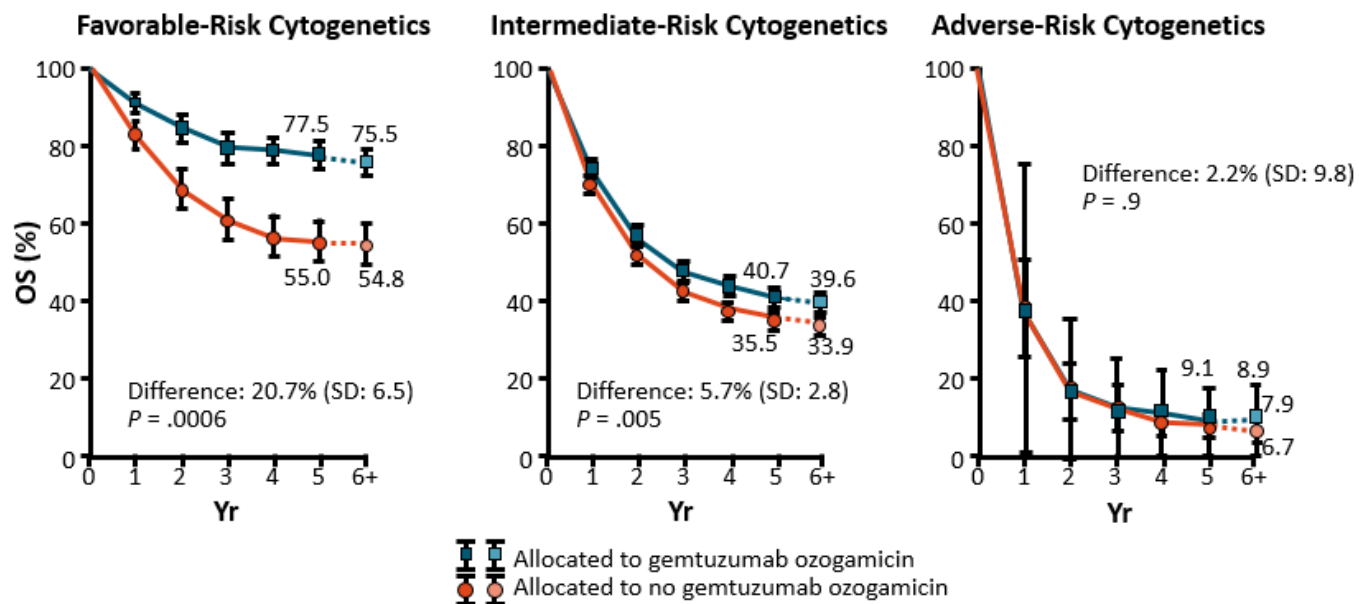 Favorable-Risk Cytogenetics
OS (%)
100
80
60
40
20
0
77.5
75.5
55.0
54.8
Difference: 20.7% (SD: 6.5)
P = .0006
0 1 2 3 4 5 6+
Yr
Intermediate-Risk Cytogenetics
100
80
60
40
20
0
40.7
39.6
35.5
33.9
Difference: 5.7% (SD: 2.8)
P = .005
0 1 2 3 4 5 6+
Yr
Adverse-Risk Cytogenetics
100
80
60
40
20
0
Difference: 2.2% (SD: 9.8)
P = .9
9.1
8.9
7.9
6.7
0 1 2 3 4 5 6+
Yr
Allocated to gemtuzumab ozogamicin
Allocated to no gemtuzumab ozogamicin